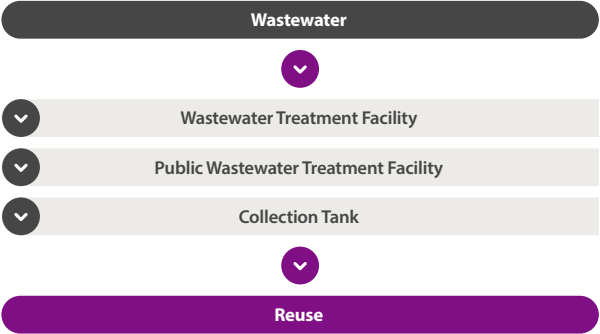 Wastewater
Wastewater Treatment Facility
Public Wastewater Treatment Facility
Collection Tank
Reuse